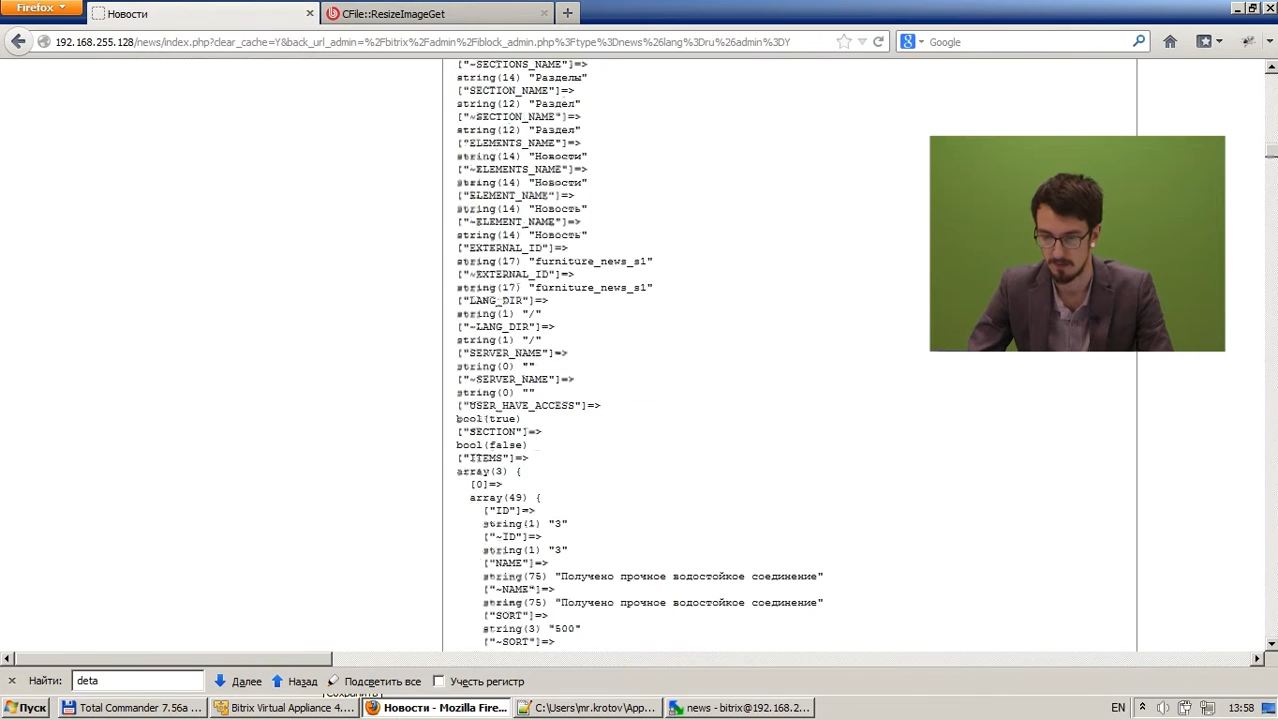 Firefox
Новости
CFile::ResizeImageGet
192.168.255.128/news/index.php?clear_cache=Y&back_url_admin=%2Fbitrix%2Fadmin%2Fiblock_admin.php%3Ftype%3Dnews%26lang%3Dru%26admin%3DY
Google
["~SECTIONS_NAME"]=>
string(14) "Разделы"
["SECTION_NAME"]=>
string(12) "Раздел"
["~SECTION_NAME"]=>
string(12) "Раздел"
["ELEMENTS_NAME"]=>
string(14) "Новости"
["~ELEMENTS_NAME"]=>
string(14) "Новости"
["ELEMENT_NAME"]=>
string(14) "Новость"
["~ELEMENT_NAME"]=>
string(14) "Новость"
["EXTERNAL_ID"]=>
string(17) "furniture_news_s1"
["~EXTERNAL_ID"]=>
string(17) "furniture_news_s1"
["LANG_DIR"]=>
string(1) "/"
["~LANG_DIR"]=>
string(1) "/"
["SERVER_NAME"]=>
string(0) ""
["~SERVER_NAME"]=>
string(0) ""
["USER_HAVE_ACCESS"]=>
bool(true)
["SECTION"]=>
bool(false)
["ITEMS"]=>
array(3) {
[0]=>
array(49) {
["ID"]=>
string(1) "3"
["~ID"]=>
string(1) "3"
["NAME"]=>
string(75) "Получено прочное водостойкое соединение"
["~NAME"]=>
string(75) "Получено прочное водостойкое соединение"
["SORT"]=>
string(3) "500"
["~SORT"]=>
Найти: deta Далее Назад Подсветить все Учесть регистр
Сохранить
Пуск Total Commander 7.56a ... Bitrix Virtual Appliance 4.... Новости - Mozilla Fire... C:\Users\mr.krotov\App... news - bitrix@192.168.2... EN 13:58